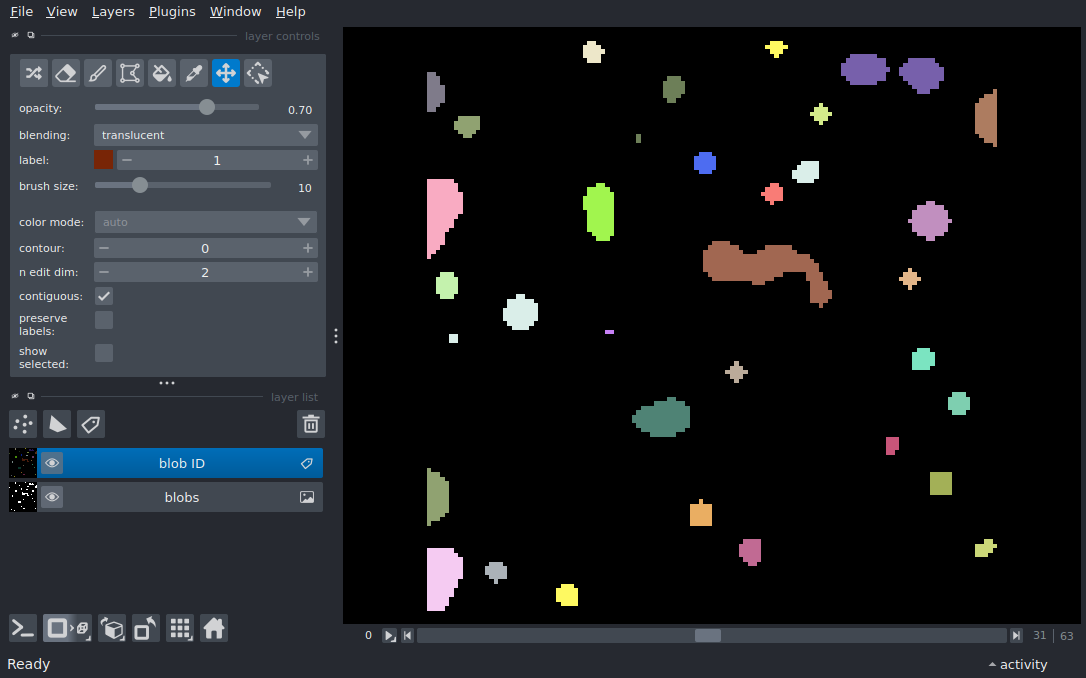 File View Layers Plugins Window Help
layer controls
opacity: 0.70
blending: translucent
label: 1
brush size: 10
color mode: auto
contour: 0
n edit dim: 2
contiguous:
preserve
labels:
show
selected:
layer list
blob ID
blobs
0 31 63
Ready activity